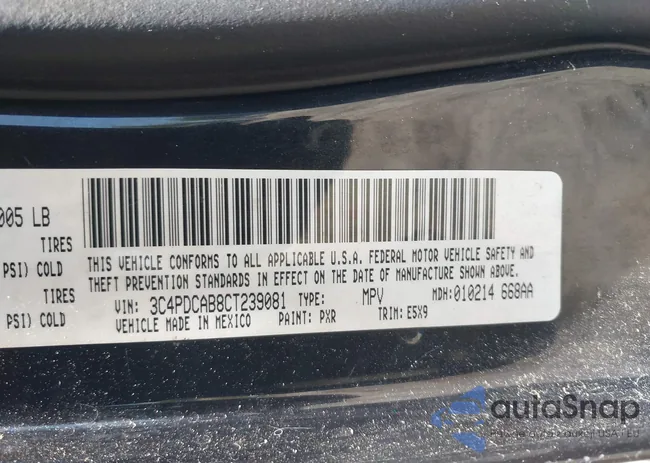 005 LB
TIRES
PSI) COLD
TIRES
PSI) COLD
THIS VEHICLE CONFORMS TO ALL APPLICABLE U.S.A. FEDERAL MOTOR VEHICLE SAFETY AND
THEFT PREVENTION STANDARDS IN EFFECT ON THE DATE OF MANUFACTURE SHOWN ABOVE.
VIN: 3C4PDCAB8CT239081 TYPE: MPV MDH:010214 668AA
VEHICLE MADE IN MEXICO PAINT: PXR TRIM: E5X9
autoSnap
USA / EU